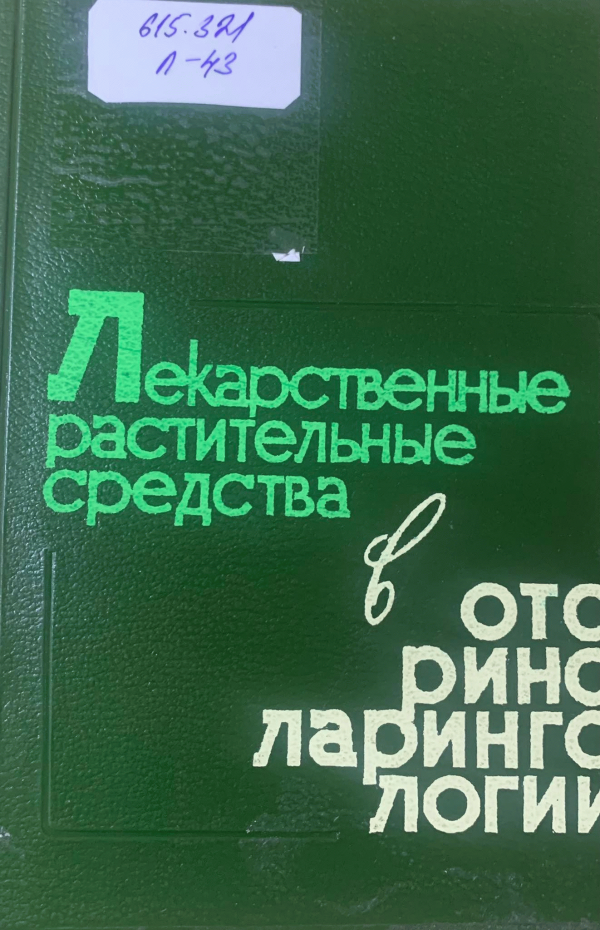 615.321
Л-43
Лекарственные
растительные
средства
в
ото
рино
ларинго
логии